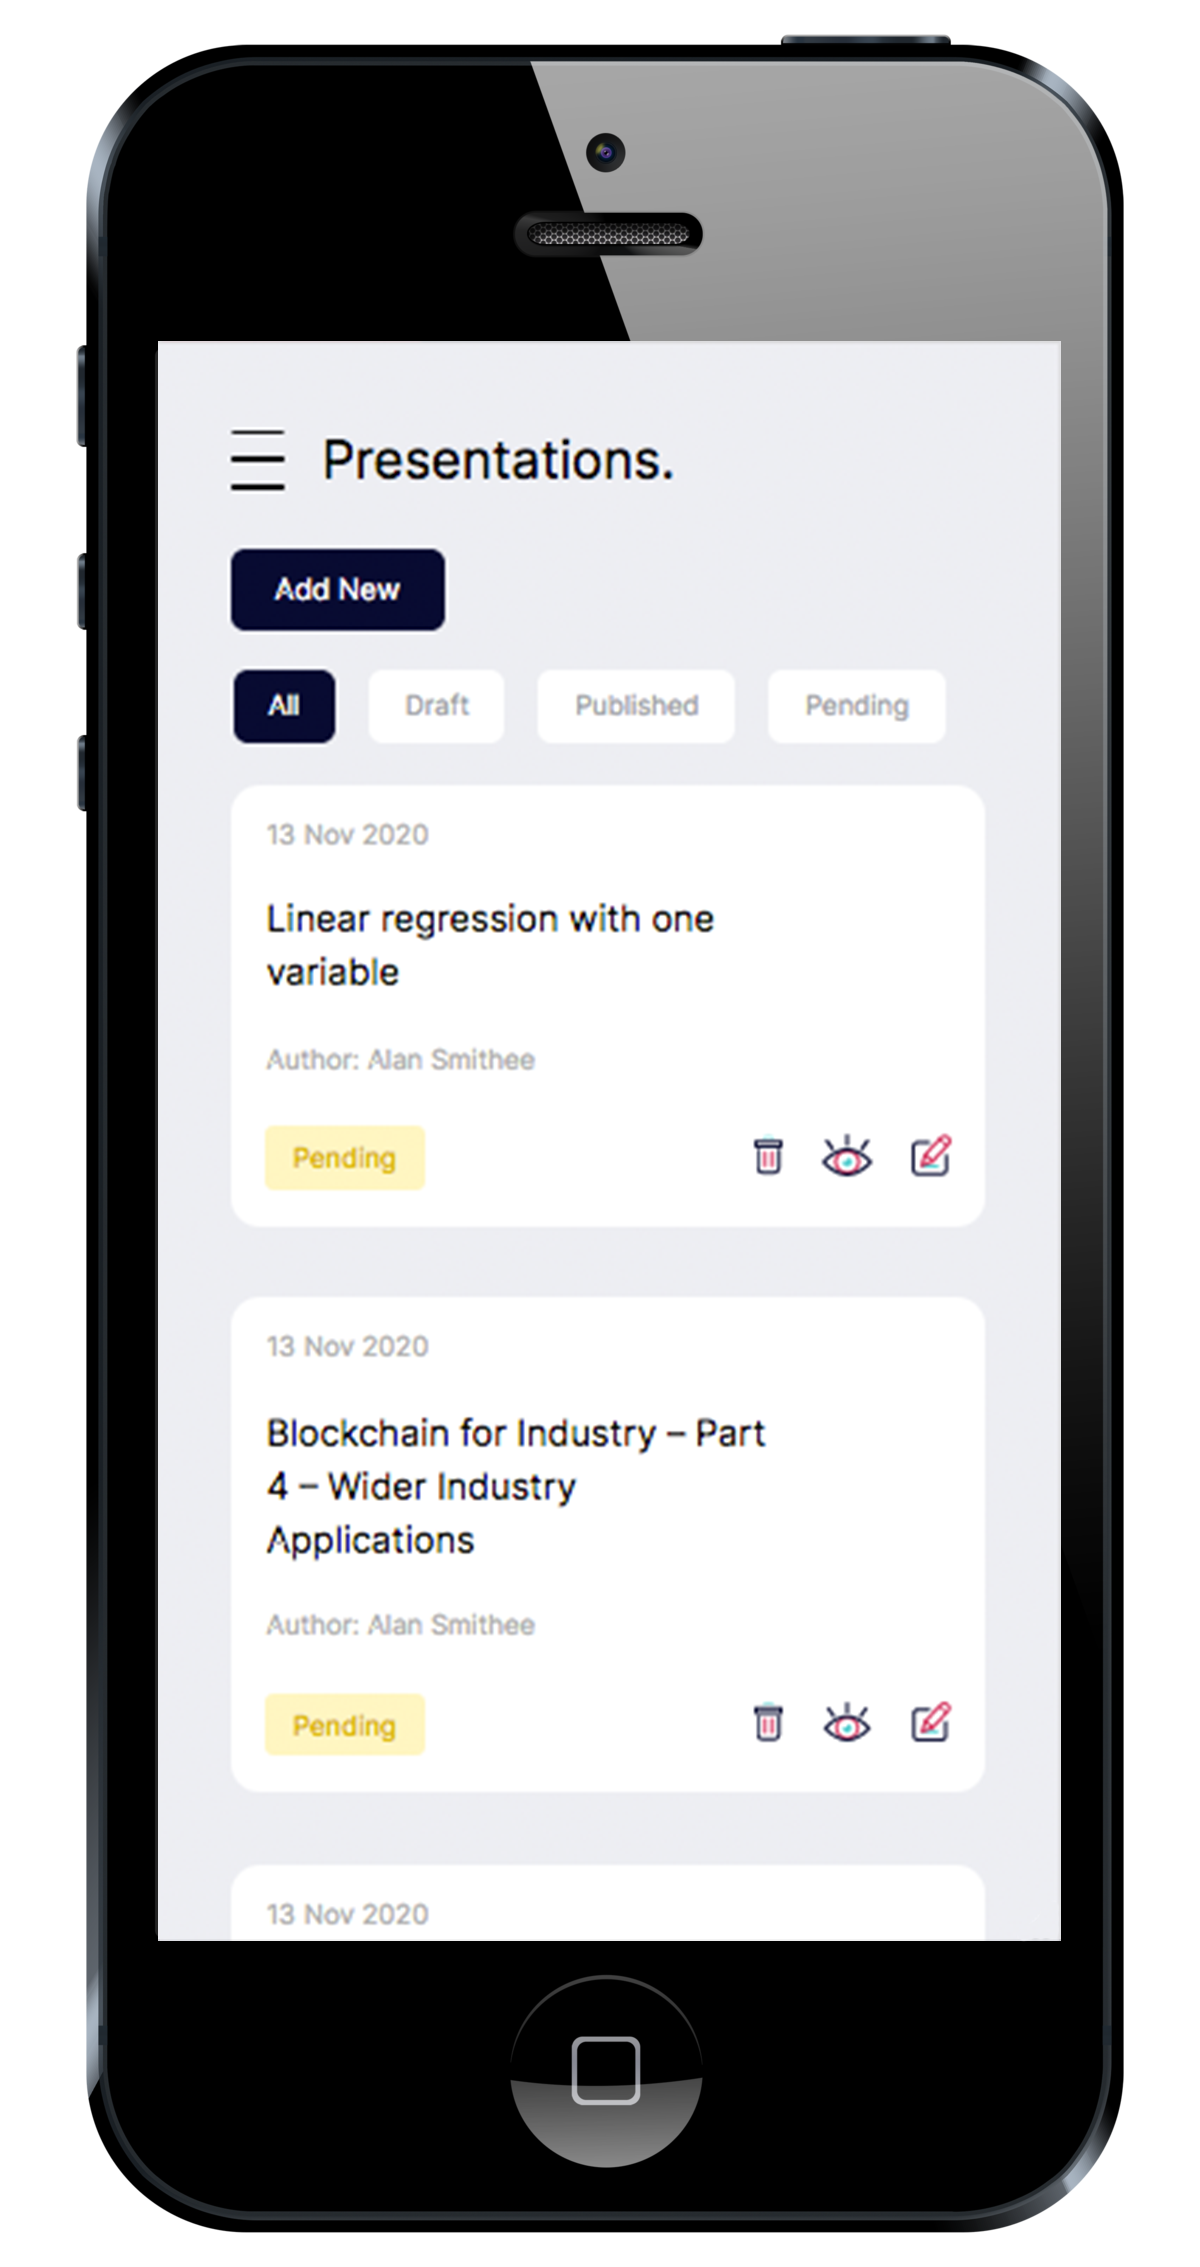 Presentations.
Add New
All Draft Published Pending
13 Nov 2020
Linear regression with one
variable
Author: Alan Smithee
Pending
13 Nov 2020
Blockchain for Industry – Part
4 – Wider Industry
Applications
Author: Alan Smithee
Pending
13 Nov 2020